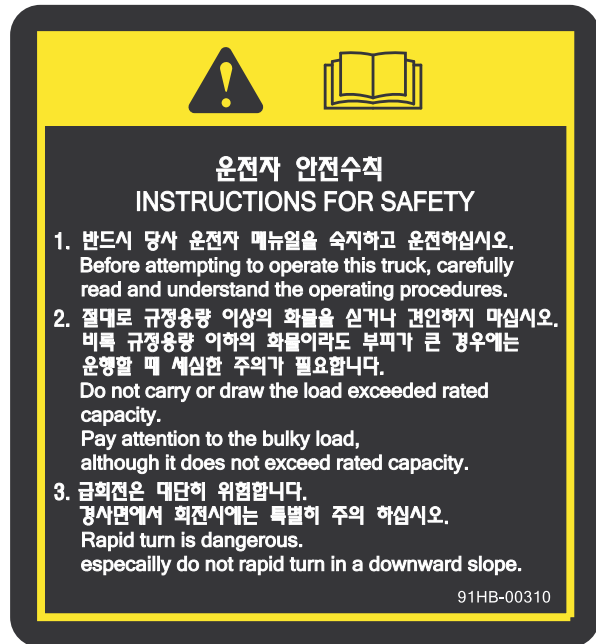 운전자 안전수칙
INSTRUCTIONS FOR SAFETY
1. 반드시 당사 운전자 매뉴얼을 숙지하고 운전하십시오.
Before attempting to operate this truck, carefully
read and understand the operating procedures.
2. 절대로 규정용량 이상의 화물을 싣거나 견인하지 마십시오.
비록 규정용량 이하의 화물이라도 부피가 큰 경우에는
운행할 때 세심한 주의가 필요합니다.
Do not carry or draw the load exceeded rated
capacity.
Pay attention to the bulky load,
although it does not exceed rated capacity.
3. 급회전은 대단히 위험합니다.
경사면에서 회전시에는 특별히 주의 하십시오.
Rapid turn is dangerous.
especailly do not rapid turn in a downward slope.
91HB-00310